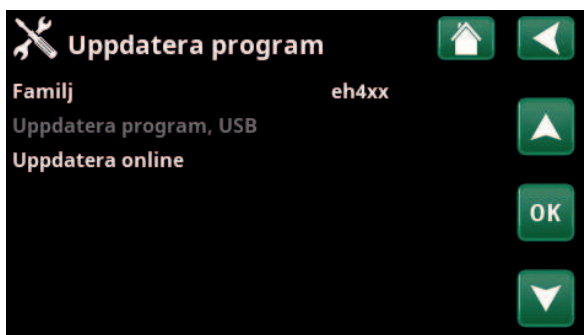 Uppdatera program
Familj eh4xx
Uppdatera program, USB
Uppdatera online
OK